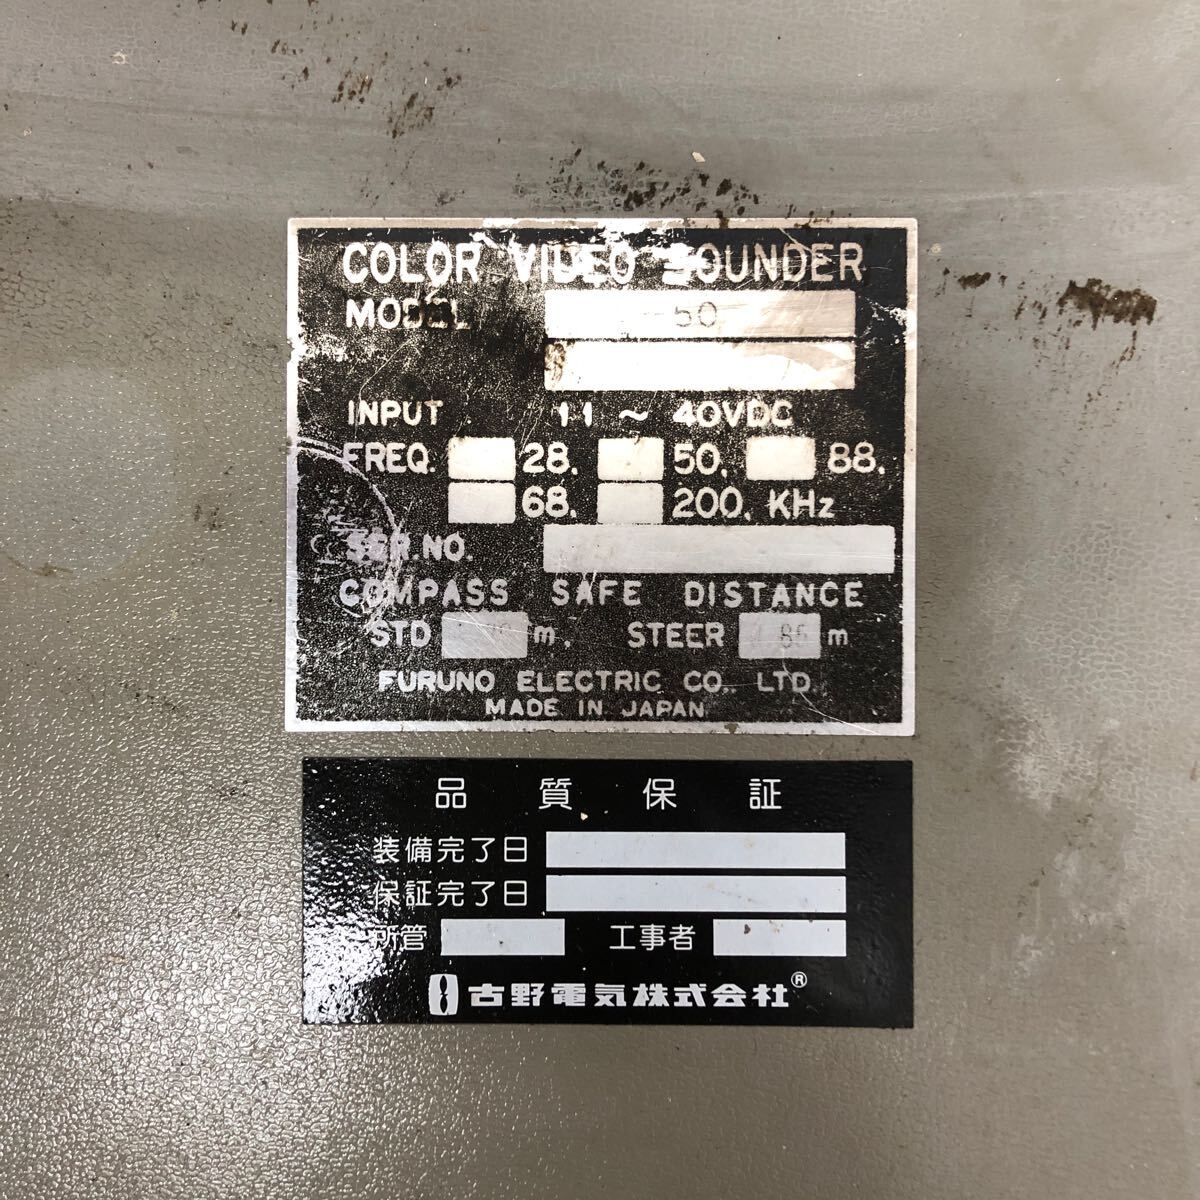 COLOR VIDEO SOUNDER
MODEL 50
INPUT 11 ~ 40VDC
FREQ. 28. 50. 88.
68. 200. KHz
SER.NO.
COMPASS SAFE DISTANCE
STD m. STEER m
FURUNO ELECTRIC CO., LTD.
MADE IN JAPAN
品質保証
装備完了日
保証完了日
所管 工事者
古野電気株式会社®